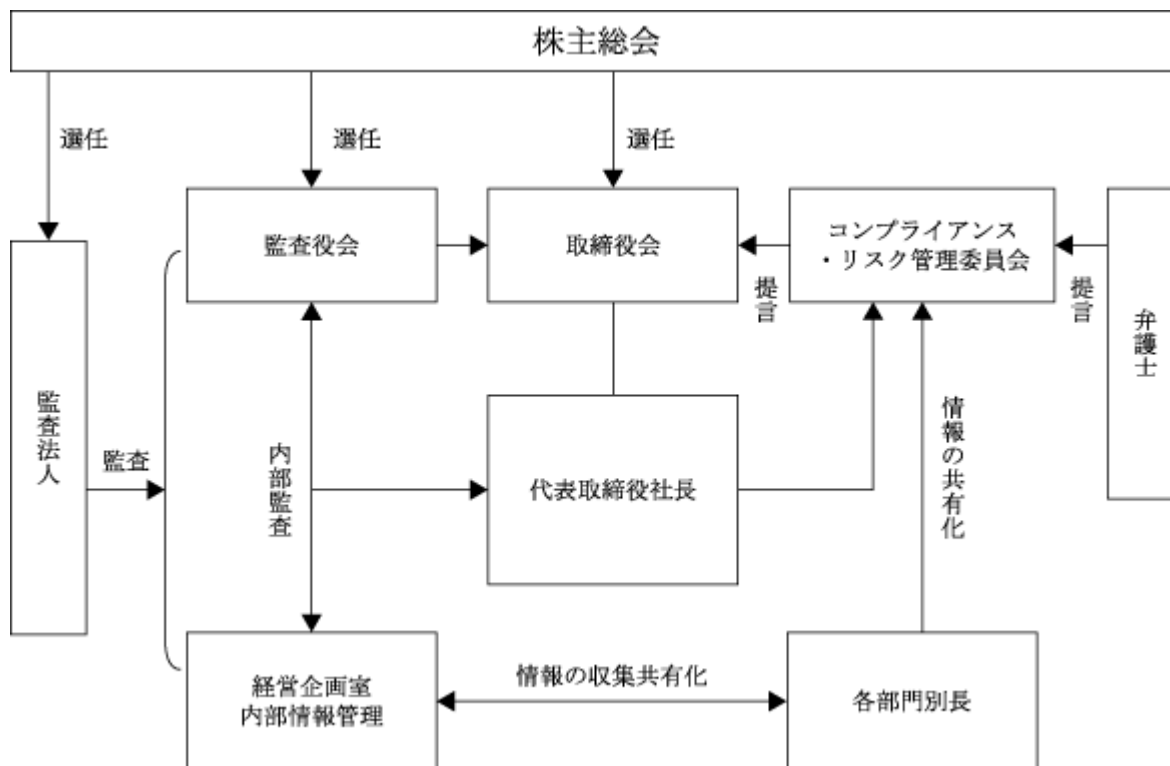 株主総会
選任
選任
選任
監査役会
取締役会
コンプライアンス
・リスク管理委員会
提言
提言
弁護士
監査法人
監査
内部監査
代表取締役社長
情報の共有化
経営企画室
内部情報管理
情報の収集共有化
各部門別長